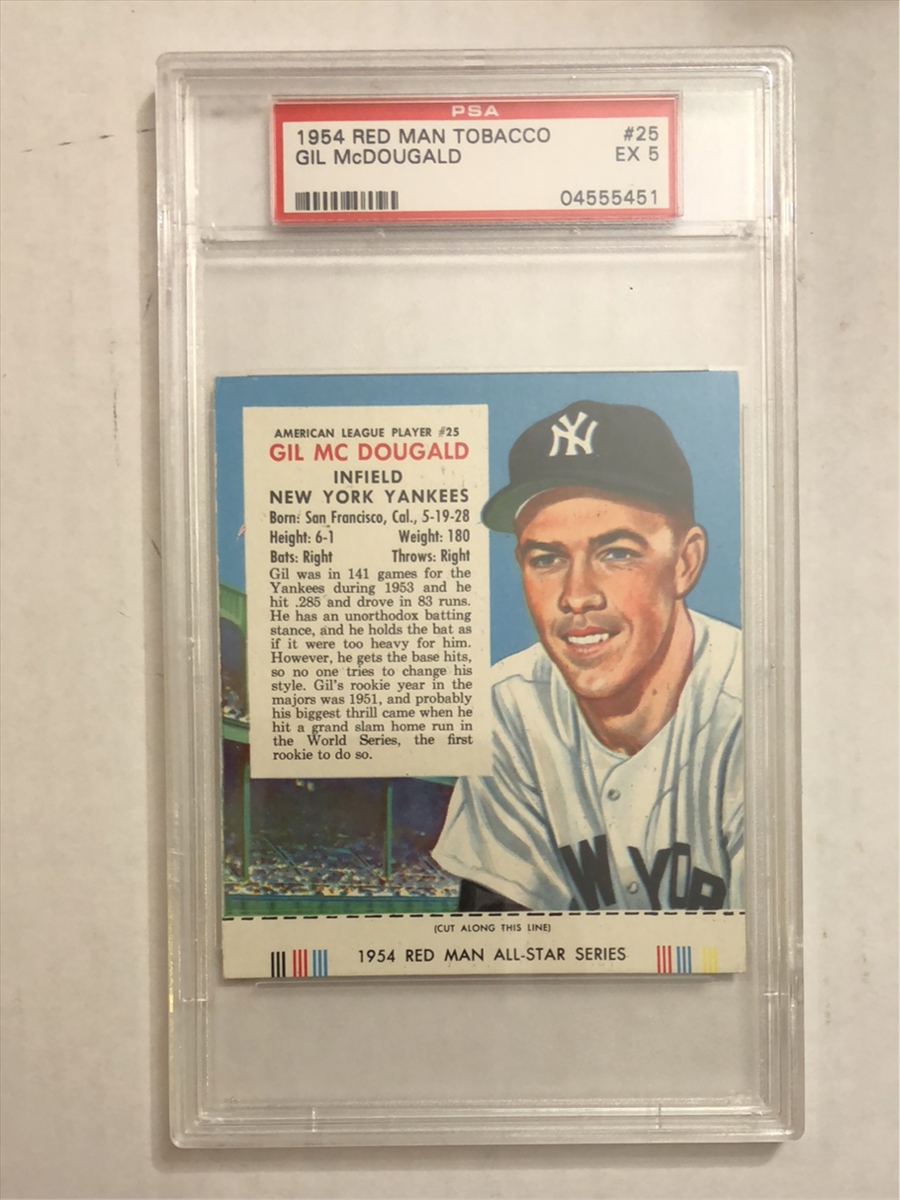 PSA
1954 RED MAN TOBACCO #25
GIL McDOUGALD EX 5
04555451
AMERICAN LEAGUE PLAYER #25
GIL MC DOUGALD
INFIELD
NEW YORK YANKEES
Born: San Francisco, Cal., 5-19-28
Height: 6-1 Weight: 180
Bats: Right Throws: Right
Gil was in 141 games for the
Yankees during 1953 and he
hit .285 and drove in 83 runs.
He has an unorthodox batting
stance, and he holds the bat as
if it were too heavy for him.
However, he gets the base hits,
so no one tries to change his
style. Gil's rookie year in the
majors was 1951, and probably
his biggest thrill came when he
hit a grand slam home run in
the World Series, the first
rookie to do so.
NY
W YOR
(CUT ALONG THIS LINE)
1954 RED MAN ALL-STAR SERIES